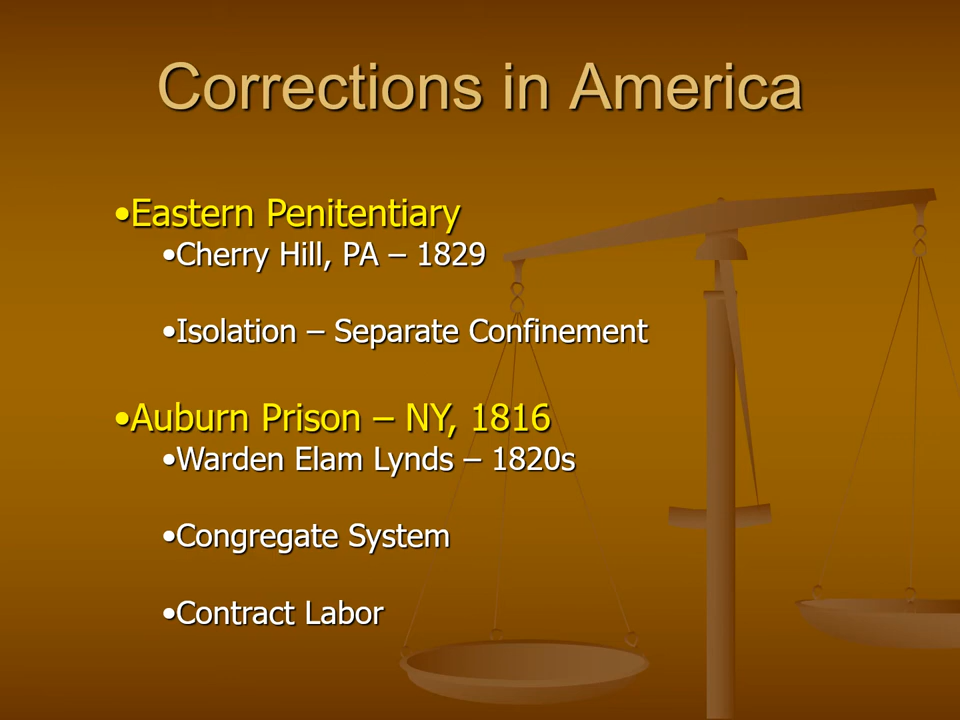 Corrections in America
•Eastern Penitentiary
•Cherry Hill, PA – 1829
•Isolation – Separate Confinement
•Auburn Prison – NY, 1816
•Warden Elam Lynds – 1820s
•Congregate System
•Contract Labor